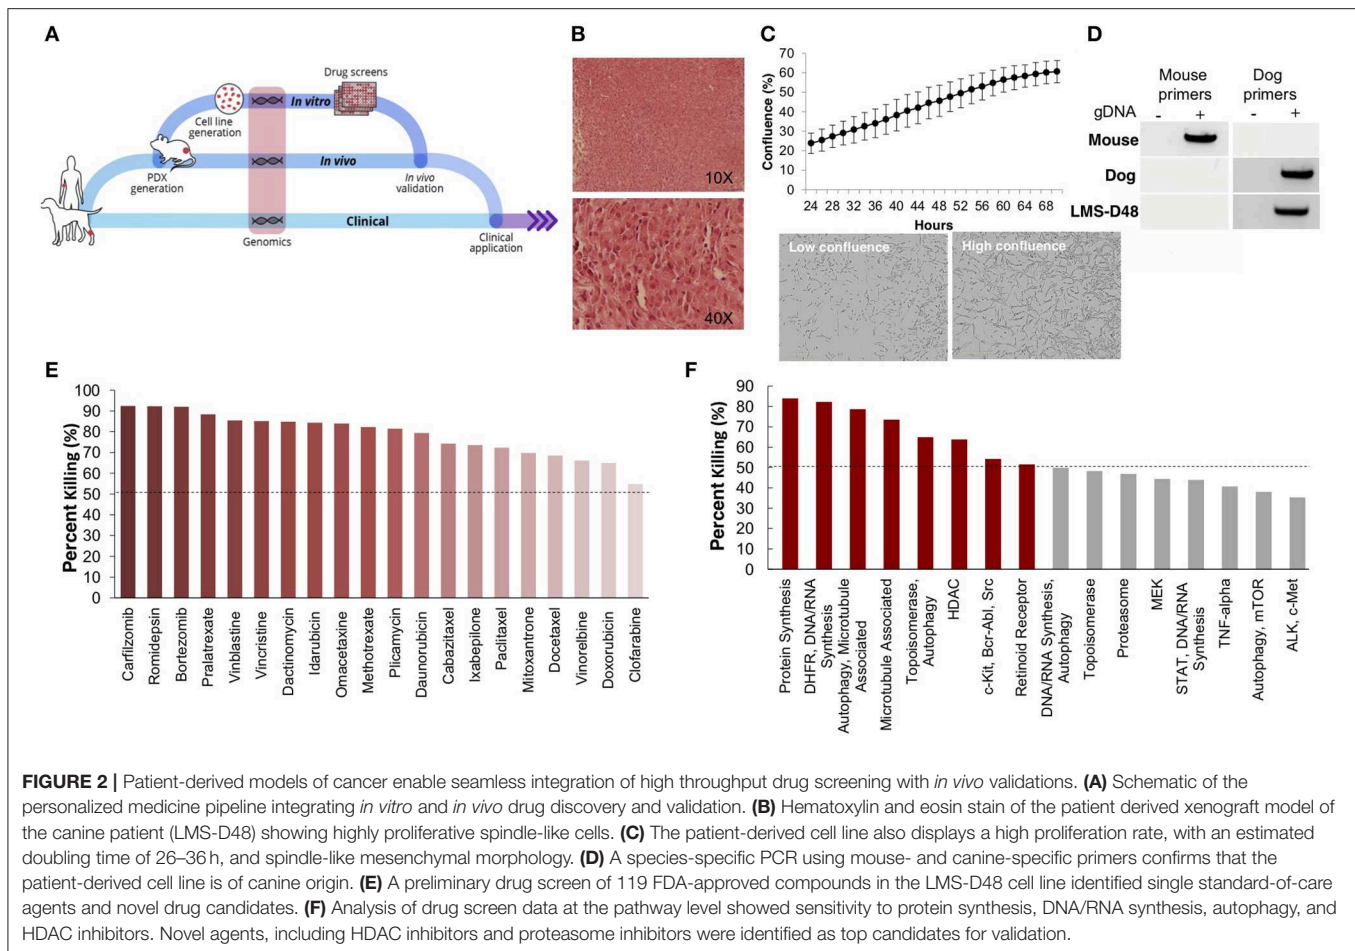 A
Drug screens
In vitro
Cell line
generation
In vivo
PDX
generation
In vivo
validation
Clinical
Genomics
Clinical
application
B
10X
40X
C
Confluence (%)
70
60
50
40
30
20
10
0
24 28 32 36 40 44 48 52 56 60 64 68
Hours
Low confluence
High confluence
D
Mouse
primers
Dog
primers
gDNA - + - +
Mouse
Dog
LMS-D48
E
Percent Killing (%)
100
90
80
70
60
50
40
30
20
10
0
Carfilzomib
Romidepsin
Bortezomib
Pralatrexate
Vinblastine
Vincristine
Dactinomycin
Idarubicin
Omacetaxine
Methotrexate
Plicamycin
Daunorubicin
Cabazitaxel
Ixabepilone
Paclitaxel
Mitoxantrone
Docetaxel
Vinorelbine
Doxorubicin
Clofarabine
F
Percent Killing (%)
90
80
70
60
50
40
30
20
10
0
Protein Synthesis
DHFR, DNA/RNA
Synthesis
Autophagy, Microtubule
Associated
Microtubule Associated
Topoisomerase,
Autophagy
HDAC
c-Kit, Bcr-Abl, Src
Retinoid Receptor
DNA/RNA Synthesis,
Autophagy
Topoisomerase
Proteasome
MEK
STAT, DNA/RNA
Synthesis
TNF-alpha
Autophagy, mTOR
ALK, c-Met
FIGURE 2 | Patient-derived models of cancer enable seamless integration of high throughput drug screening with in vivo validations. (A) Schematic of the
personalized medicine pipeline integrating in vitro and in vivo drug discovery and validation. (B) Hematoxylin and eosin stain of the patient derived xenograft model of
the canine patient (LMS-D48) showing highly proliferative spindle-like cells. (C) The patient-derived cell line also displays a high proliferation rate, with an estimated
doubling time of 26–36 h, and spindle-like mesenchymal morphology. (D) A species-specific PCR using mouse- and canine-specific primers confirms that the
patient-derived cell line is of canine origin. (E) A preliminary drug screen of 119 FDA-approved compounds in the LMS-D48 cell line identified single standard-of-care
agents and novel drug candidates. (F) Analysis of drug screen data at the pathway level showed sensitivity to protein synthesis, DNA/RNA synthesis, autophagy, and
HDAC inhibitors. Novel agents, including HDAC inhibitors and proteasome inhibitors were identified as top candidates for validation.